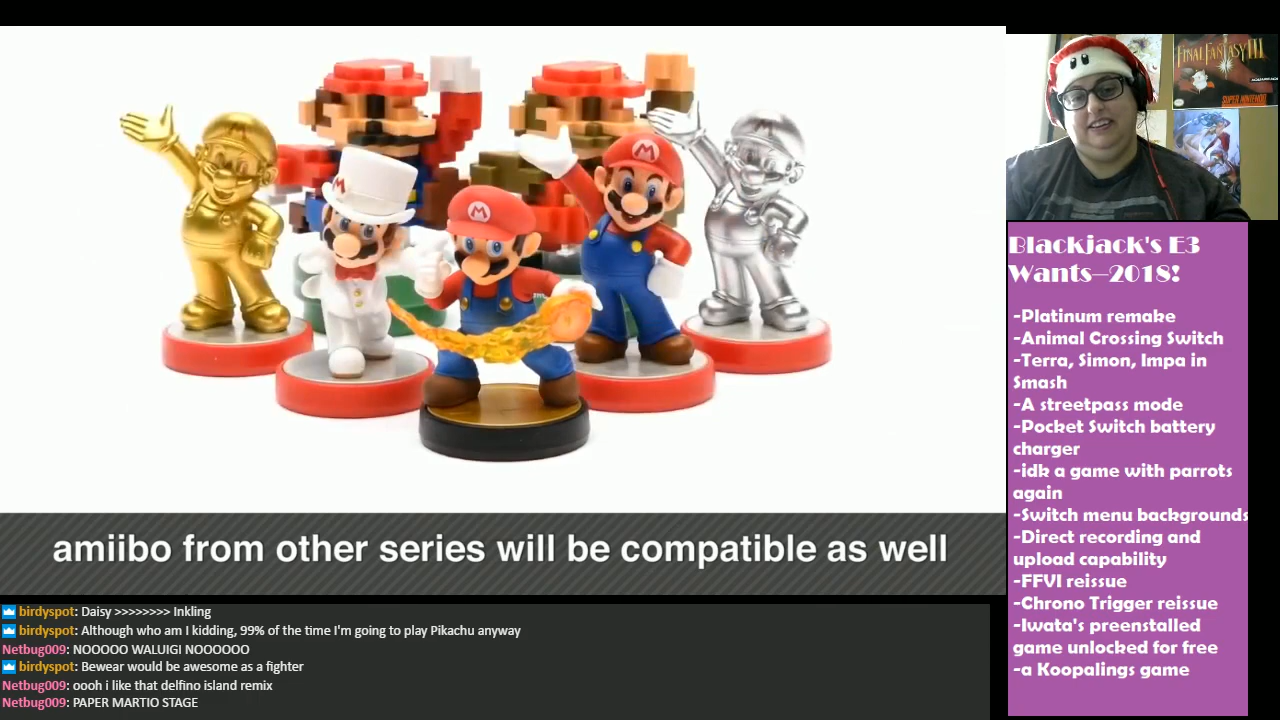 FINAL FANTASY III
SUPER NINTENDO
Blackjack's E3
Wants—2018!
-Platinum remake
-Animal Crossing Switch
-Terra, Simon, Impa in
Smash
-A streetpass mode
-Pocket Switch battery
charger
-idk a game with parrots
again
-Switch menu backgrounds
-Direct recording and
upload capability
-FFVI reissue
-Chrono Trigger reissue
-Iwata's preenstalled
game unlocked for free
-a Koopalings game
M
M
M
amiibo from other series will be compatible as well
birdyspot: Daisy >>>>>>>> Inkling
birdyspot: Although who am I kidding, 99% of the time I'm going to play Pikachu anyway
Netbug009: NOOOOO WALUIGI NOOOOOO
birdyspot: Bewear would be awesome as a fighter
Netbug009: oooh i like that delfino island remix
Netbug009: PAPER MARTIO STAGE